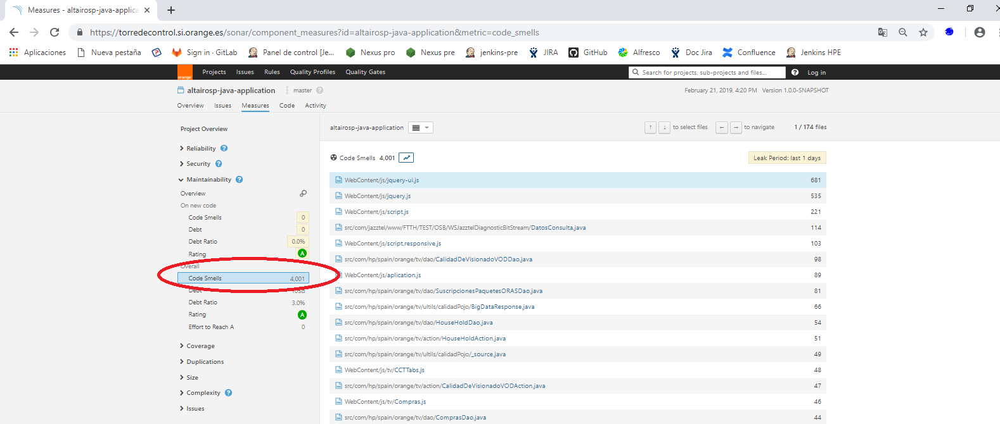 Measures - altairosp-java-applica
https://torredecontrol.si.orange.es/sonar/component_measures?id=altairosp-java-application&metric=code_smells
Aplicaciones Nueva pestaña Sign in · GitLab Panel de control [Je... Nexus pro Nexus pre jenkins-pre JIRA GitHub Alfresco Doc Jira Confluence Jenkins HPE
orange Projects Issues Rules Quality Profiles Quality Gates Search for projects, sub-projects and files... Log in
altairosp-java-application master February 21, 2019, 4:20 PM Version 1.0.0-SNAPSHOT
Overview Issues Measures Code Activity
Project Overview
Reliability
Security
Maintainability
Overview
On new code
Code Smells 0
Debt 0
Debt Ratio 0.0%
Rating A
Overall
Code Smells 4,001
Debt
Debt Ratio 3.0%
Rating A
Effort to Reach A 0
Coverage
Duplications
Size
Complexity
Issues
altairosp-java-application ↑ ↓ to select files ← → to navigate 1 / 174 files
Code Smells 4,001 Leak Period: last 1 days
WebContent/js/jquery-ui.js 681
WebContent/js/jquery.js 535
WebContent/js/script.js 221
src/com/jazztel/www/FTTH/TEST/OSB/WSJazztelDiagnosticBitStream/DatosConsulta.java 114
WebContent/js/script.responsive.js 103
src/com/hp/spain/orange/tv/dao/CalidadDeVisionadoVODDao.java 98
WebContent/js/aplication.js 89
src/com/hp/spain/orange/tv/dao/SuscripcionesPaquetesORASDao.java 81
src/com/hp/spain/orange/tv/ultils/calidadPojo/BigDataResponse.java 66
src/com/hp/spain/orange/tv/dao/HouseHoldDao.java 54
src/com/hp/spain/orange/tv/action/HouseHoldAction.java 51
src/com/hp/spain/orange/tv/ultils/calidadPojo/_source.java 49
WebContent/js/tv/CCTTabs.js 48
src/com/hp/spain/orange/tv/action/CalidadDeVisionadoVODAction.java 47
WebContent/js/tv/Compras.js 46
src/com/hp/spain/orange/tv/dao/ComprasDao.java 44